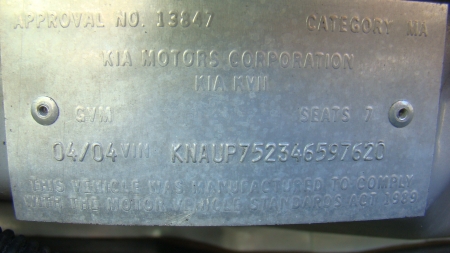 APPROVAL NO. 13847 CATEGORY MA
KIA MOTORS CORPORATION
KIA KVII
GVM SEATS 7
04/04 VIN KNAUP752346597620
THIS VEHICLE WAS MANUFACTURED TO COMPLY
WITH THE MOTOR VEHICLE STANDARDS ACT 1989